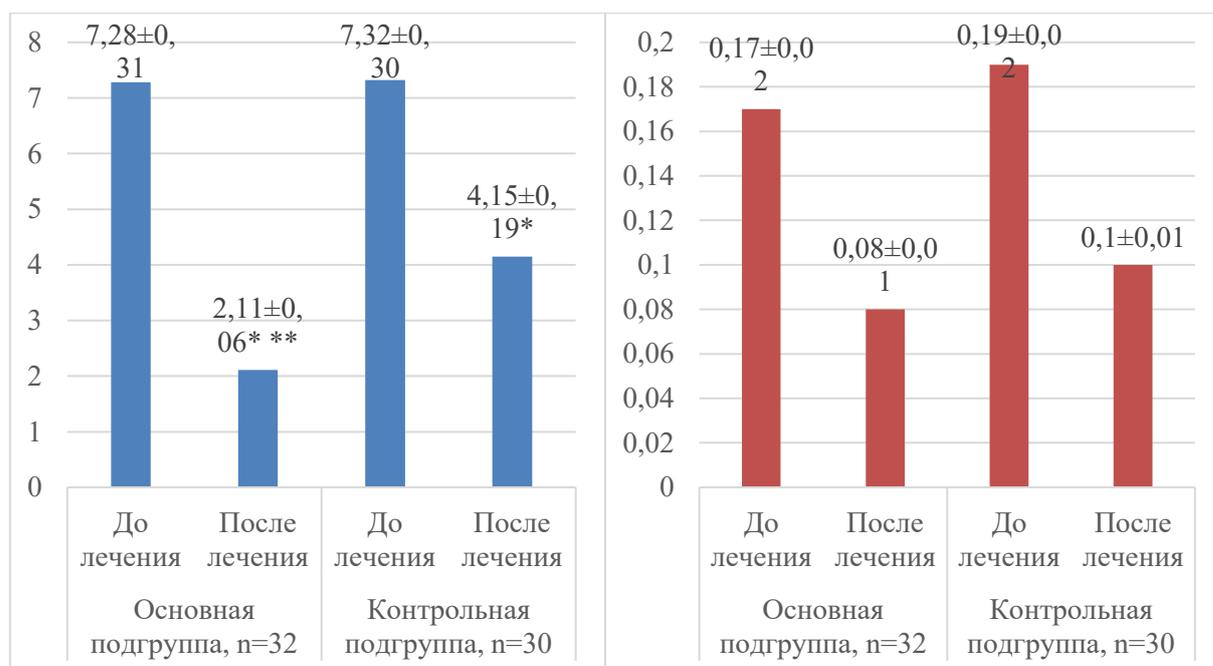 8
7
6
5
4
3
2
1
0
7,28±0,
31
2,11±0,
06* **
7,32±0,
30
4,15±0,
19*
До
лечения
После
лечения
До
лечения
После
лечения
Основная
подгруппа, n=32
Контрольная
подгруппа, n=30
0,2
0,18
0,16
0,14
0,12
0,1
0,08
0,06
0,04
0,02
0
0,17±0,0
2
0,08±0,0
1
0,19±0,0
2
0,1±0,01
До
лечения
После
лечения
До
лечения
После
лечения
Основная
подгруппа, n=32
Контрольная
подгруппа, n=30